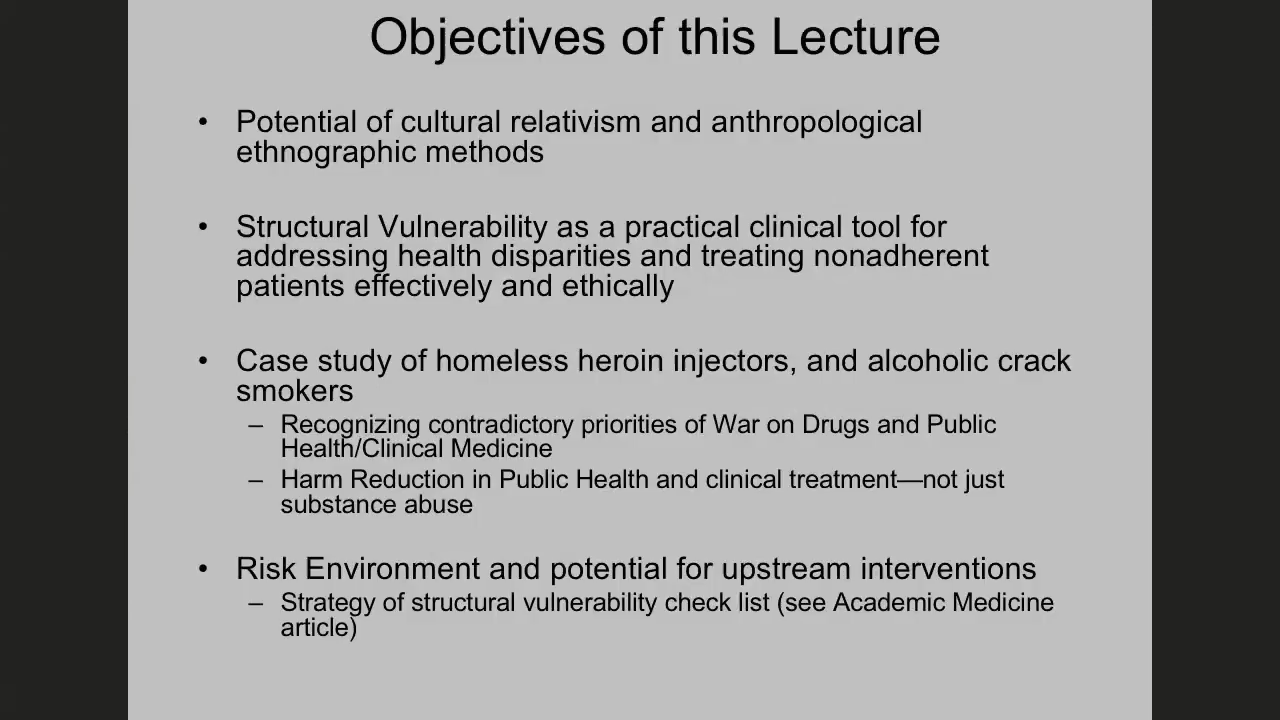 Objectives of this Lecture
• Potential of cultural relativism and anthropological
ethnographic methods
• Structural Vulnerability as a practical clinical tool for
addressing health disparities and treating nonadherent
patients effectively and ethically
• Case study of homeless heroin injectors, and alcoholic crack
smokers
– Recognizing contradictory priorities of War on Drugs and Public
Health/Clinical Medicine
– Harm Reduction in Public Health and clinical treatment—not just
substance abuse
• Risk Environment and potential for upstream interventions
– Strategy of structural vulnerability check list (see Academic Medicine
article)